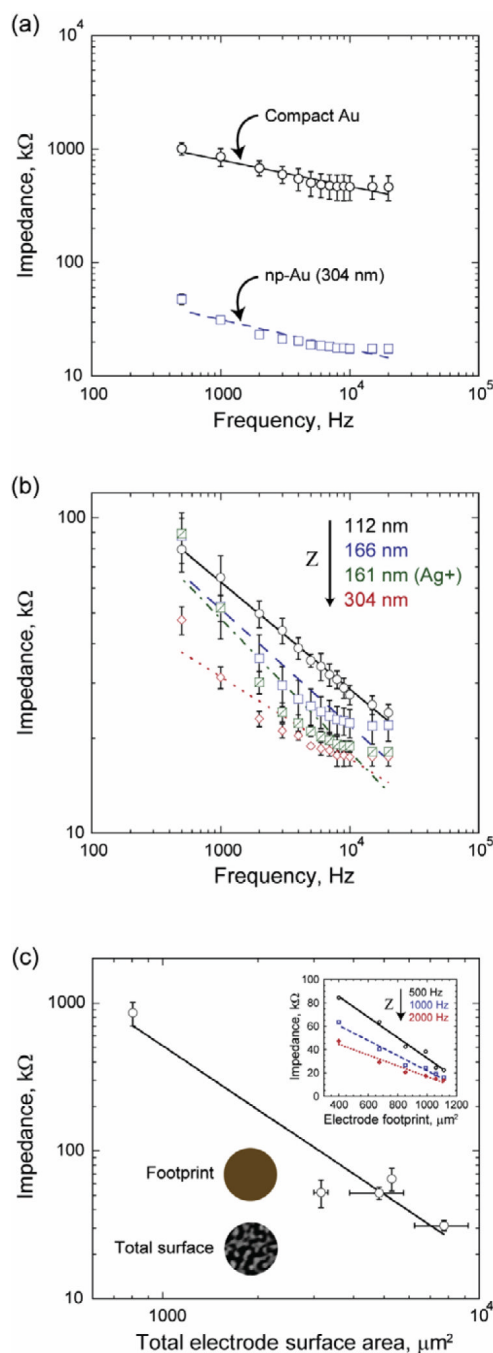 (a)
10⁴
1000
100
10
Impedance, kΩ
Compact Au
np-Au (304 nm)
100
1000
10⁴
10⁵
Frequency, Hz
(b)
100
10
Impedance, kΩ
Z
112 nm
166 nm
161 nm (Ag+)
304 nm
100
1000
10⁴
10⁵
Frequency, Hz
(c)
1000
100
10
Impedance, kΩ
100
80
60
40
20
0
Impedance, kΩ
Z
500 Hz
1000 Hz
2000 Hz
400 600 800 1000 1200
Electrode footprint, μm²
Footprint
Total surface
1000
10⁴
Total electrode surface area, μm²